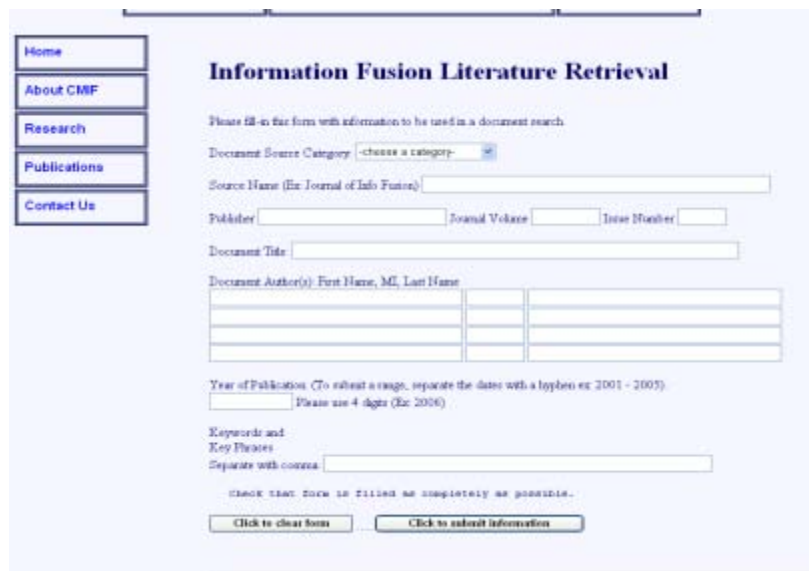 Home
About CMIF
Research
Publications
Contact Us
Information Fusion Literature Retrieval
Please fill-in this form with information to be used in a document search.
Document Source Category: -choose a category-
Source Name (Ex: Journal of Info Fusion):
Publisher: Journal Volume: Issue Number:
Document Title:
Document Author(s): First Name, MI, Last Name
Year of Publication: (To submit a range, separate the dates with a hyphen ex: 2001 - 2005)
Please use 4 digits (Ex: 2006)
Keywords and
Key Phrases
Separate with comma:
Check that form is filled as completely as possible.
Click to clear form Click to submit information